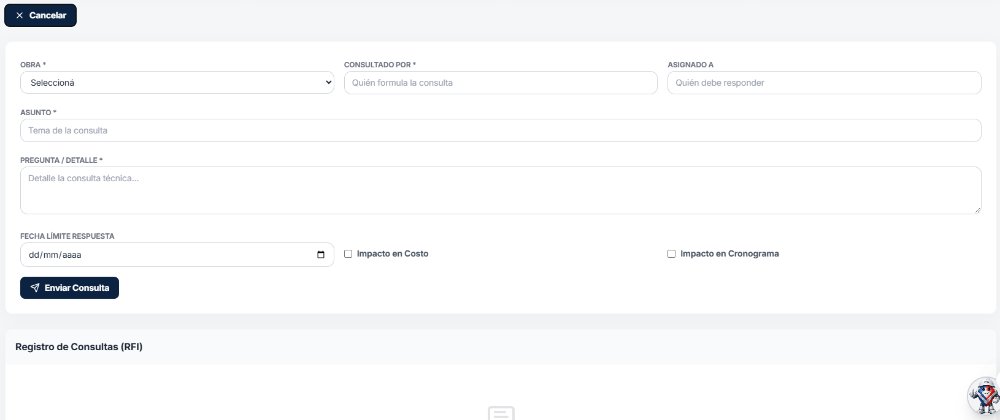 Cancelar
OBRA * CONSULTADO POR * ASIGNADO A
Seleccioná Quién formula la consulta Quién debe responder
ASUNTO *
Tema de la consulta
PREGUNTA / DETALLE *
Detalle la consulta técnica...
FECHA LÍMITE RESPUESTA
dd/mm/aaaa Impacto en Costo Impacto en Cronograma
Enviar Consulta
Registro de Consultas (RFI)